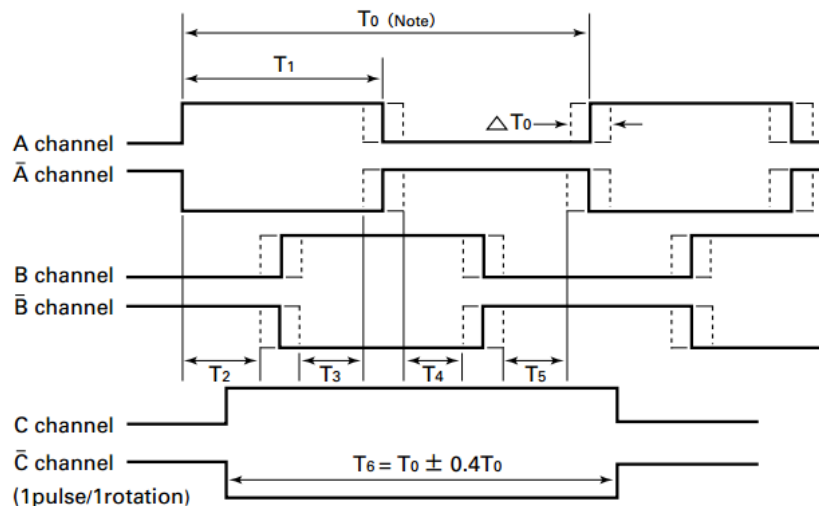 T0 (Note)
T1
△T0
A channel
Ā channel
B channel
B̄ channel
T2
T3
T4
T5
C channel
C̄ channel
T6 = T0 ± 0.4T0
(1pulse/1rotation)